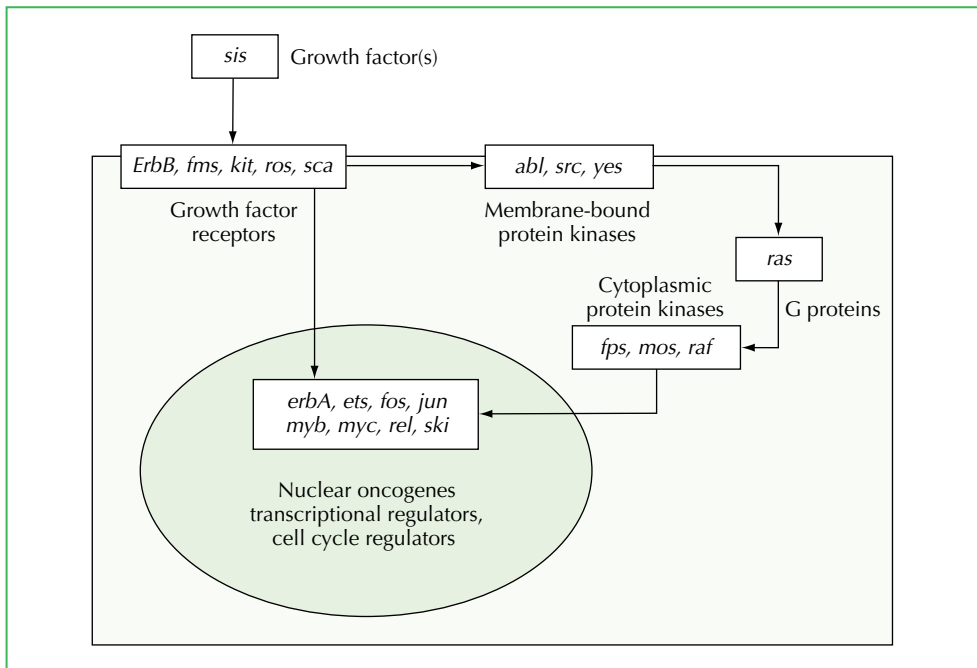 sis
Growth factor(s)
ErbB, fms, kit, ros, sca
Growth factor
receptors
abl, src, yes
Membrane-bound
protein kinases
ras
G proteins
Cytoplasmic
protein kinases
fps, mos, raf
erbA, ets, fos, jun
myb, myc, rel, ski
Nuclear oncogenes
transcriptional regulators,
cell cycle regulators